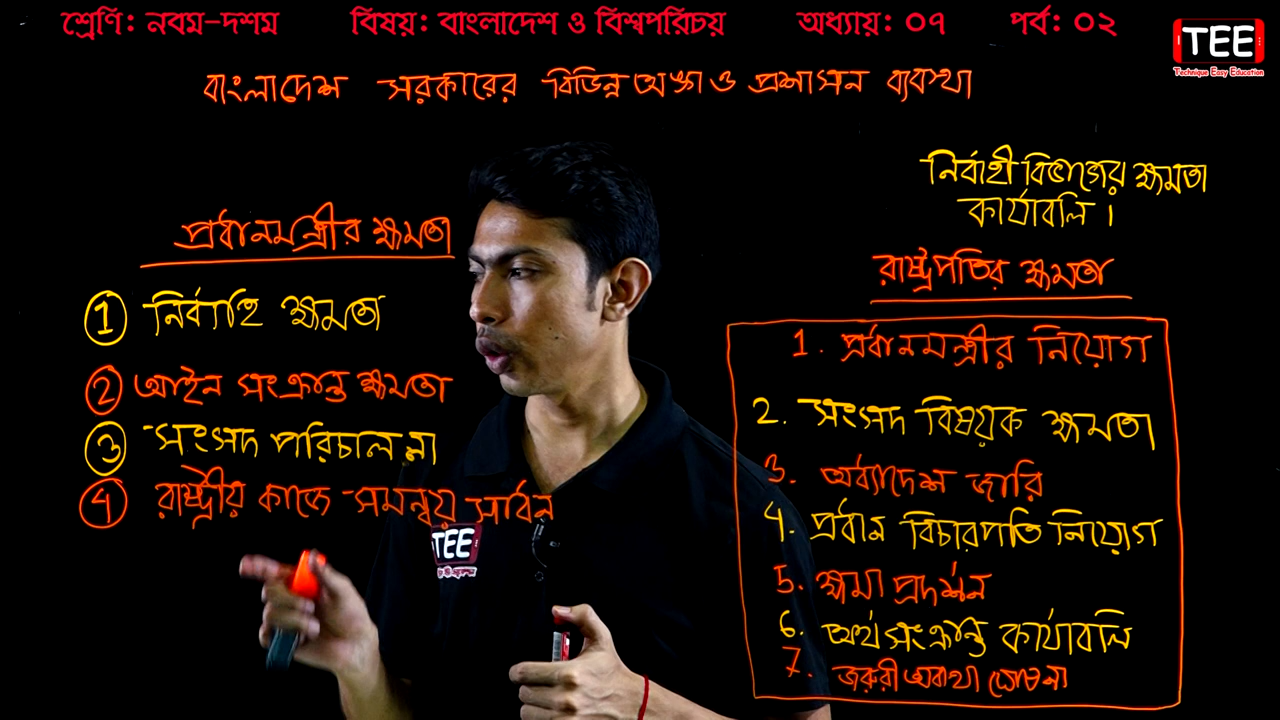 শ্রেণি: নবম-দশম বিষয়: বাংলাদেশ ও বিশ্বপরিচয় অধ্যায়: ০৭ পর্ব: ০২
TEE
Technique Easy Education
বাংলাদেশ সরকারের বিভিন্ন অঙ্গ ও প্রশাসন ব্যবস্থা
নির্বাহী বিভাগের ক্ষমতা
কার্যাবলি ।
প্রধানমন্ত্রীর ক্ষমতা
1 নির্বাহি ক্ষমতা
2 আইন সংক্রান্ত ক্ষমতা
3 সংসদ পরিচালনা
4 রাষ্ট্রীয় কাজে সমন্বয় সাধন
TEE
রাষ্ট্রপতির ক্ষমতা
1. প্রধানমন্ত্রীর নিয়োগ
2. সংসদ বিষয়ক ক্ষমতা
3. অধ্যাদেশ জারি
4. প্রধান বিচারপতি নিয়োগ
5. ক্ষমা প্রদর্শন
6. অর্থসংক্রান্ত কার্যাবলি
7. জরুরী অবস্থা ঘোষনা